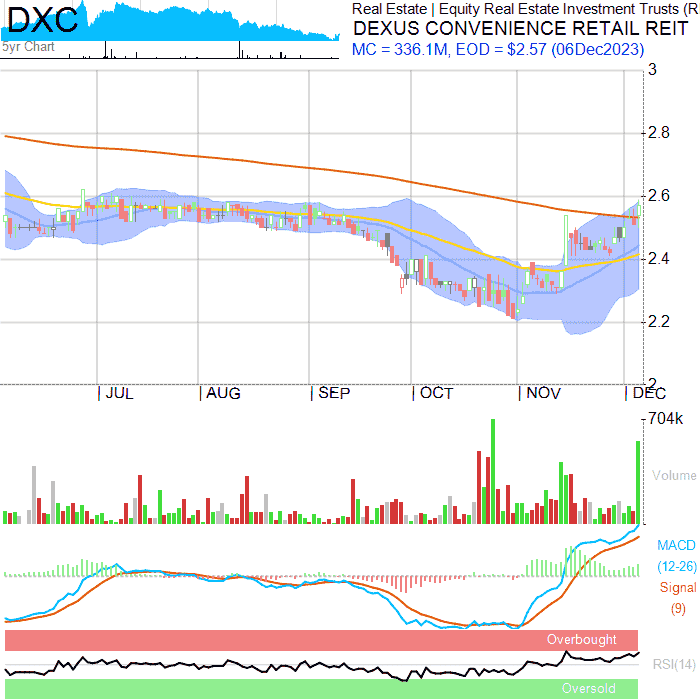 DXC
5yr Chart
Real Estate | Equity Real Estate Investment Trusts (R
DEXUS CONVENIENCE RETAIL REIT
MC = 336.1M, EOD = $2.57 (06Dec2023)
3
2.8
2.6
2.4
2.2
2
JUL AUG SEP OCT NOV DEC
704k
Volume
MACD
(12-26)
Signal
(9)
Overbought
RSI(14)
Oversold